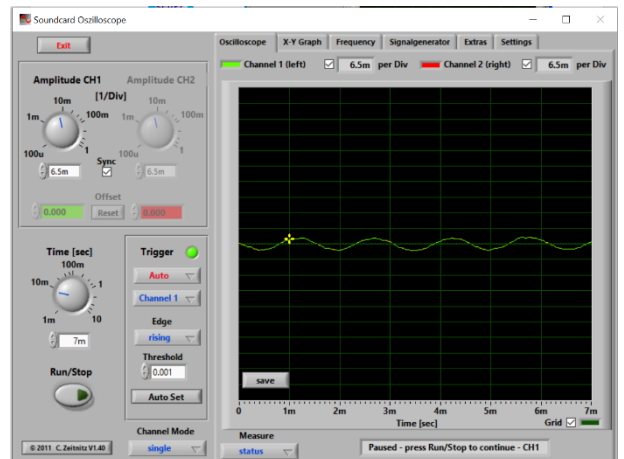 Soundcard Oszilloscope
Exit
Amplitude CH1
Amplitude CH2
[1/Div]
10m
10m
1m
100m
1m
100m
100u
1
100u
1
Sync
6.5m
6.5m
Offset
0.000
Reset
0.000
Time [sec]
100m
10m
1
1m
10
7m
Run/Stop
© 2011 C. Zeitnitz V1.40
Trigger
Auto
Channel 1
Edge
rising
Threshold
0.001
Auto Set
Channel Mode
single
Oscilloscope X-Y Graph Frequency Signalgenerator Extras Settings
Channel 1 (left) 6.5m per Div Channel 2 (right) 6.5m per Div
save
0 1m 2m 3m 4m 5m 6m 7m
Time [sec]
Grid
Measure
status
Paused - press Run/Stop to continue - CH1